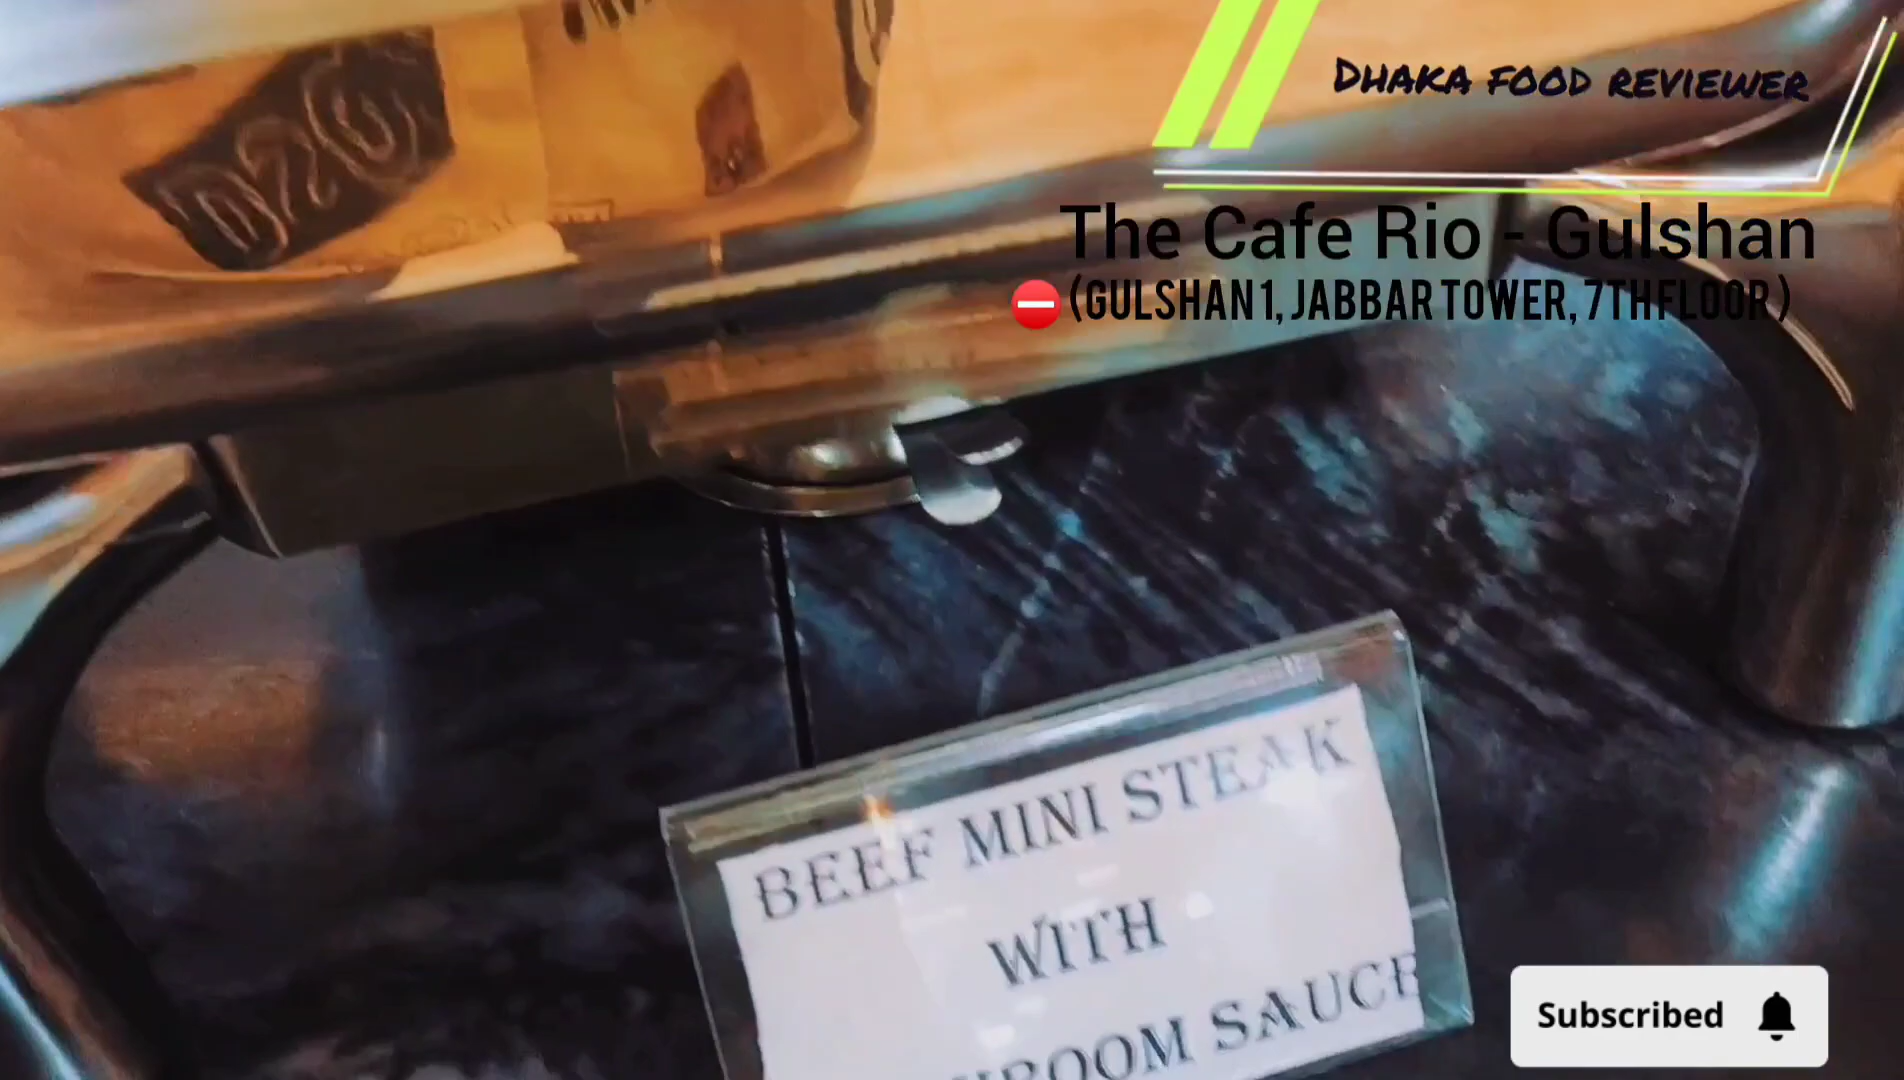 DHAKA FOOD REVIEWER
The Cafe Rio - Gulshan
(GULSHAN 1, JABBAR TOWER, 7TH FLOOR)
BEEF MINI STEAK
WITH
SAUCE
Subscribed